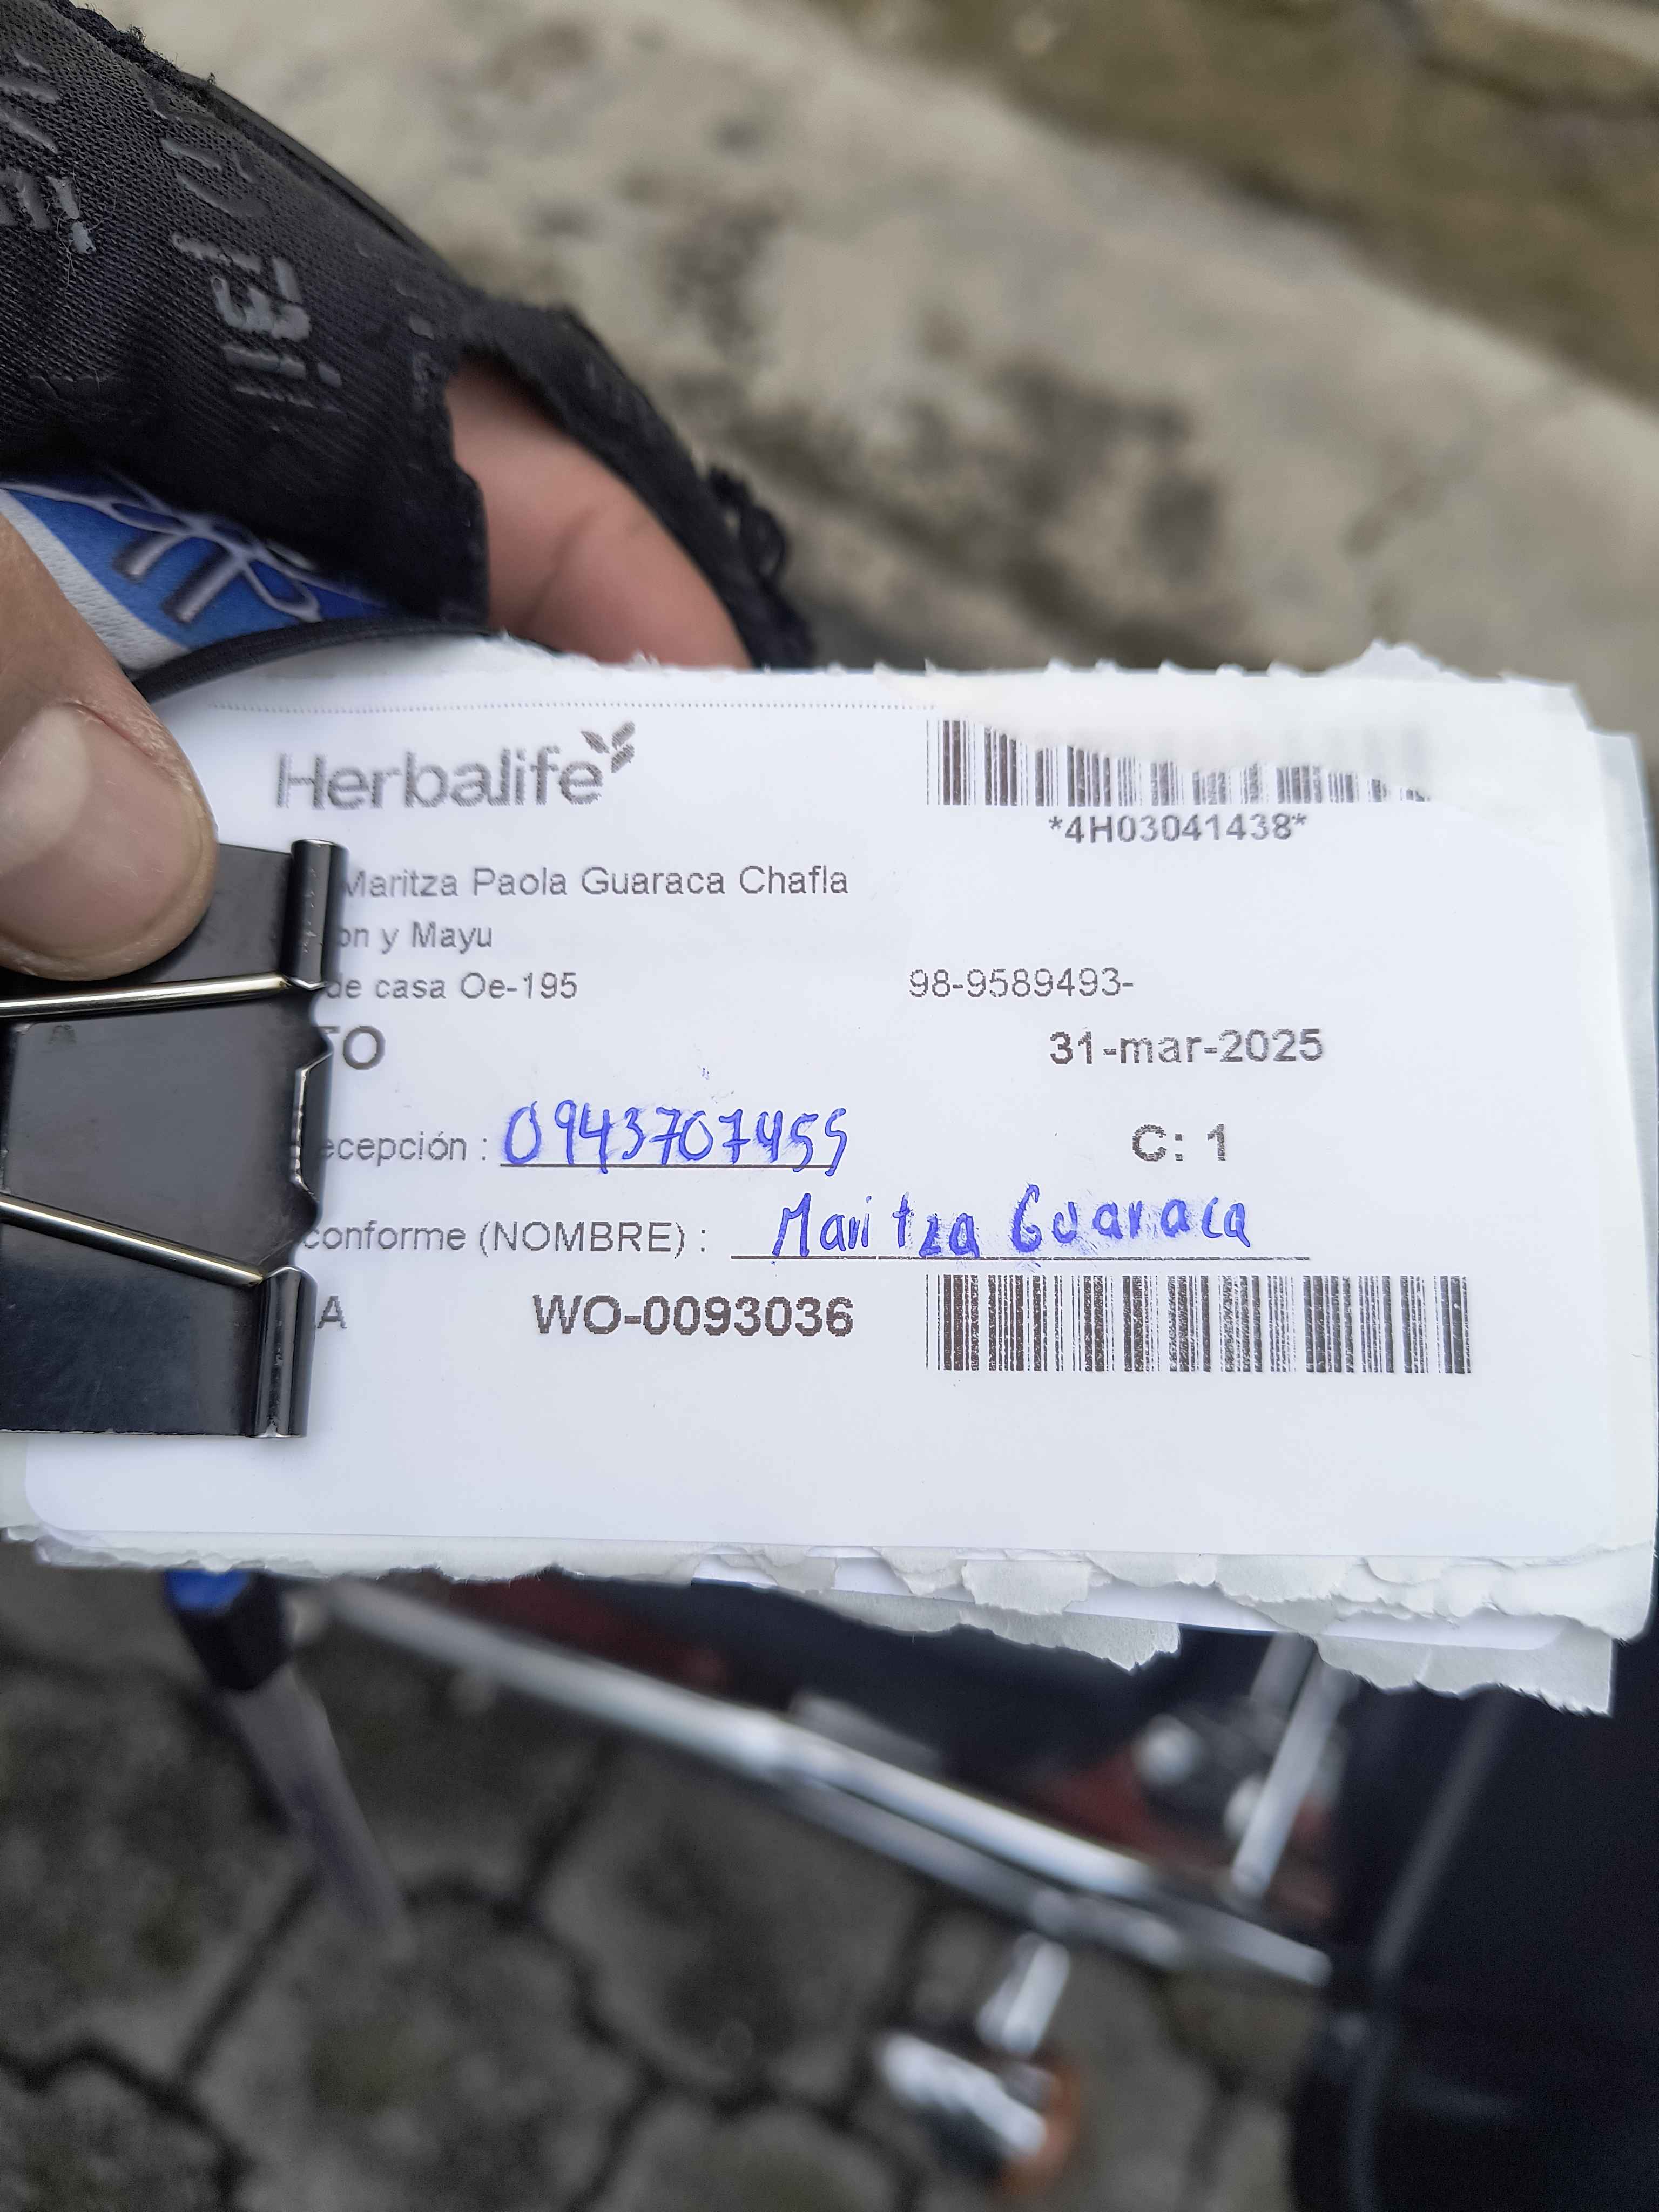 Herbalife
*4H03041438*
Maritza Paola Guaraca Chafla
on y Mayu
de casa Oe-195 98-9589493-
TO 31-mar-2025
ecepción : 0943707455 C: 1
conforme (NOMBRE) : Maritza Guaraca
A WO-0093036